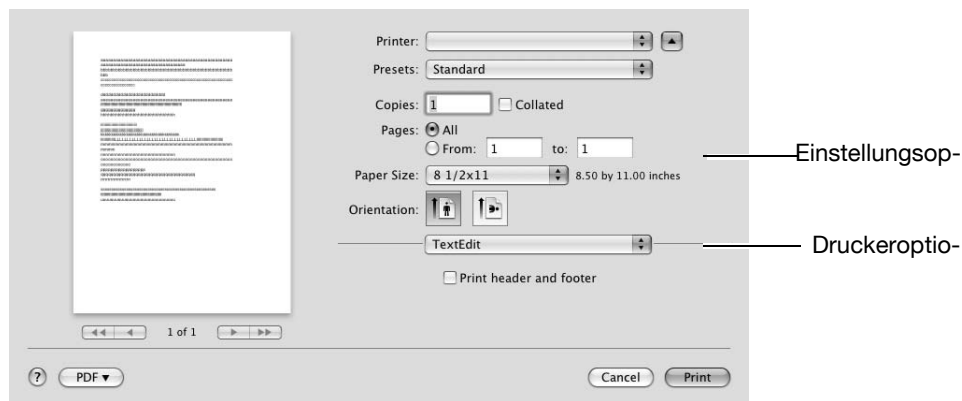 Printer:
Presets: Standard
Copies: 1 Collated
Pages: All
From: 1 to: 1
Einstellungsop-
Paper Size: 8 1/2x11 8.50 by 11.00 inches
Orientation:
TextEdit
Druckeroptio-
Print header and footer
1 of 1
? PDF Cancel Print